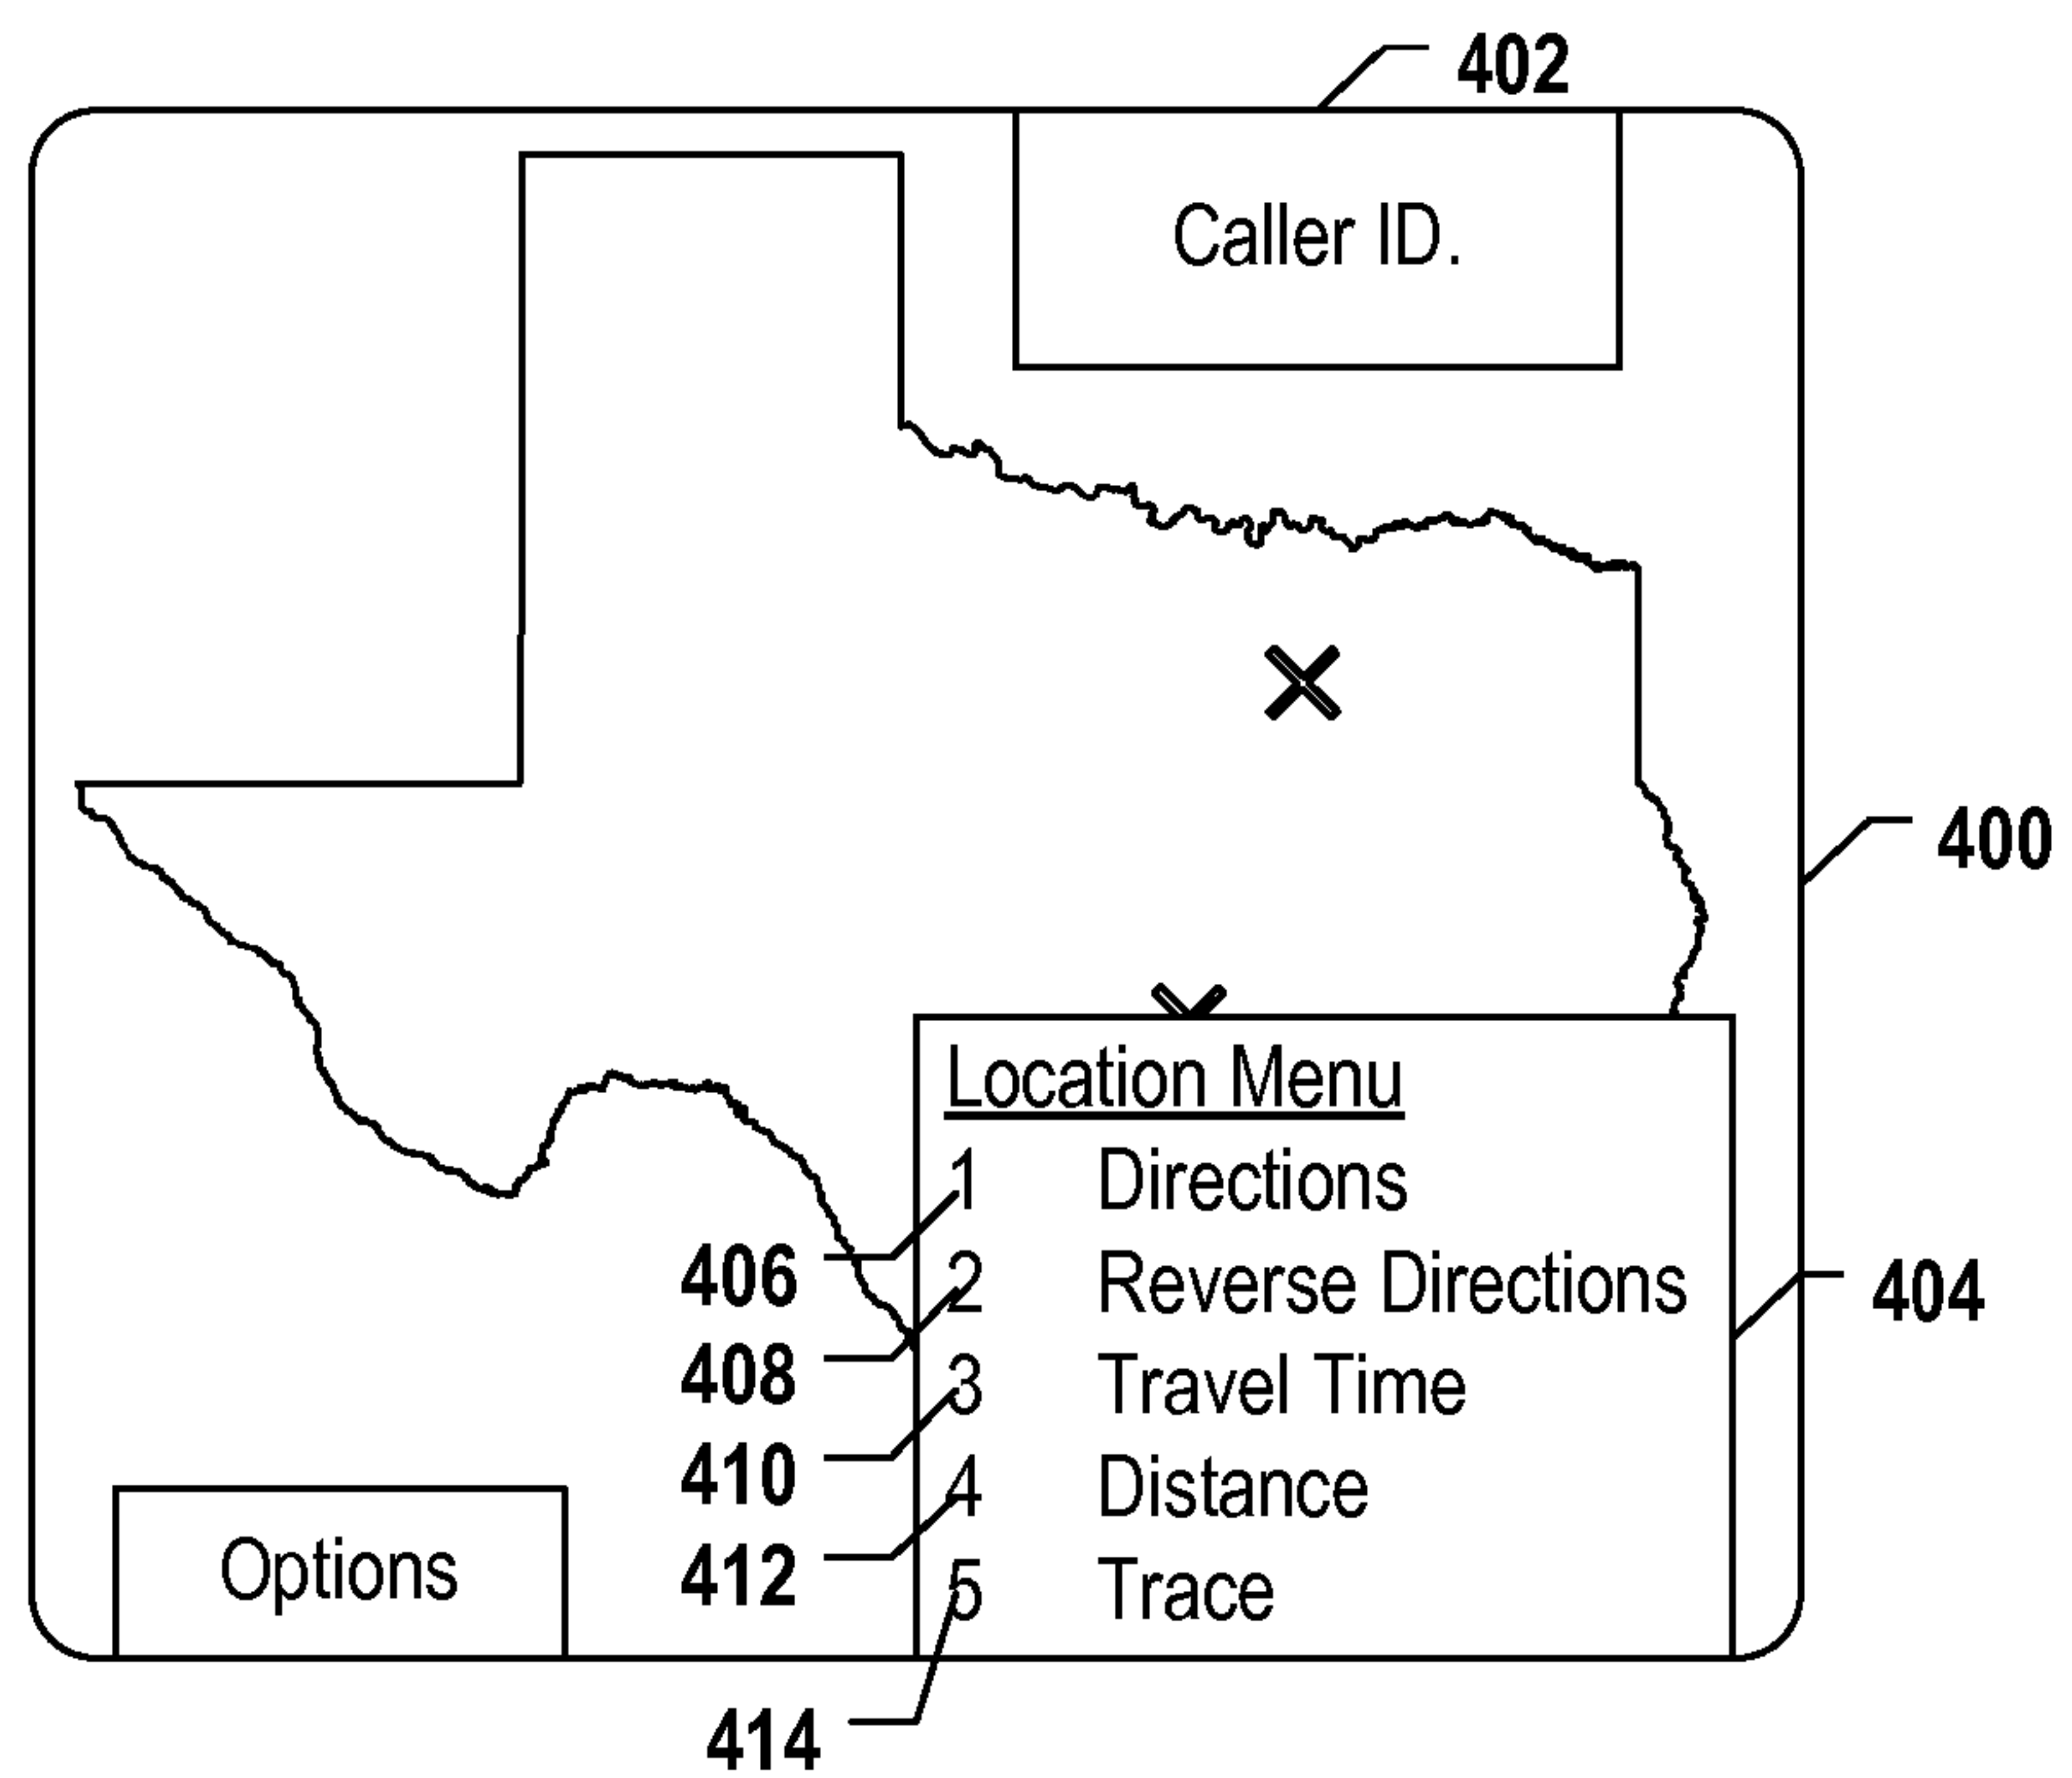 402
Caller ID.
400
Location Menu
1 Directions
406
2 Reverse Directions
404
408
3 Travel Time
410
4 Distance
412
5 Trace
Options
414